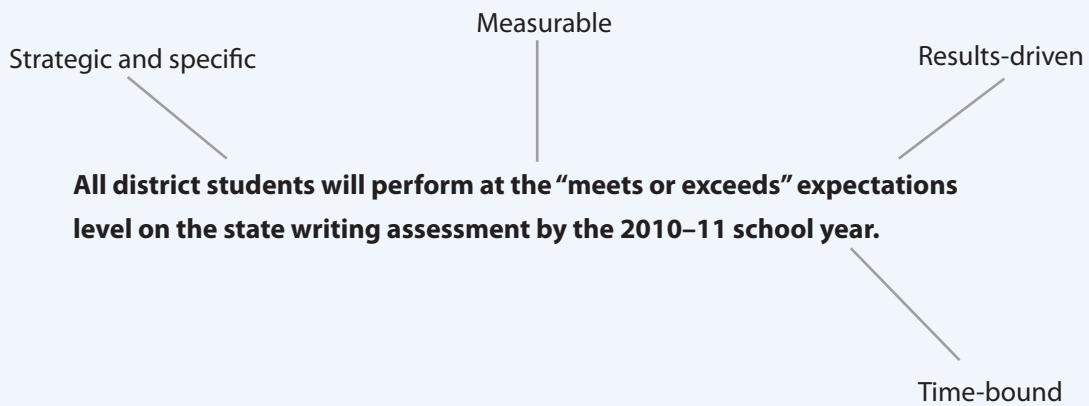 Measurable
Strategic and specific
Results-driven
All district students will perform at the “meets or exceeds” expectations
level on the state writing assessment by the 2010–11 school year.
Time-bound